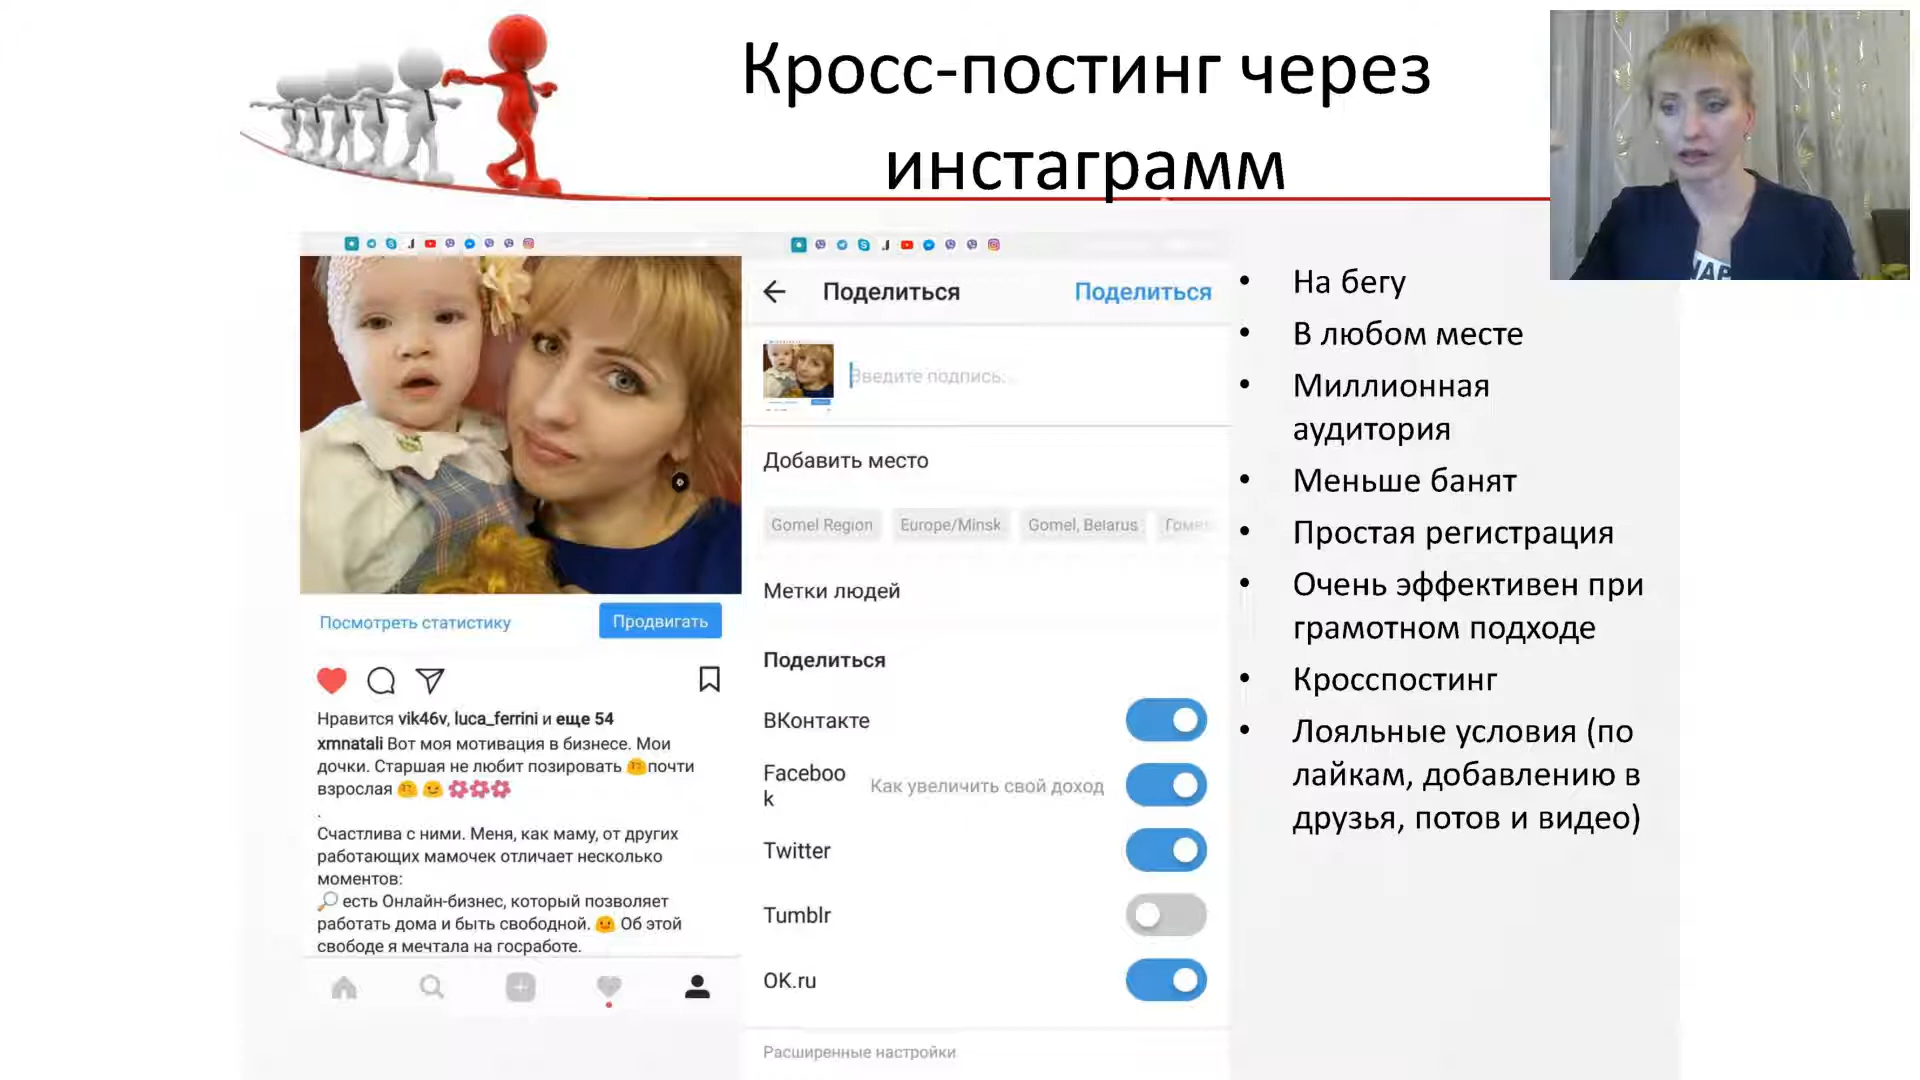 Кросс-постинг через
инстаграмм
Посмотреть статистику
Продвигать
Нравится vik46v, luca_ferrini и еще 54
xmnatali Вот моя мотивация в бизнесе. Мои
дочки. Старшая не любит позировать 🤔почти
взрослая 🤔 😉 🌸🌸🌸
.
Счастлива с ними. Меня, как маму, от других
работающих мамочек отличает несколько
моментов:
🔎 есть Онлайн-бизнес, который позволяет
работать дома и быть свободной. 🙂 Об этой
свободе я мечтала на госработе.
Поделиться
Поделиться
Введите подпись...
Добавить место
Gomel Region
Europe/Minsk
Gomel, Belarus
Метки людей
Поделиться
ВКонтакте
Faceboo
k
Как увеличить свой доход
Twitter
Tumblr
OK.ru
Расширенные настройки
• На бегу
• В любом месте
• Миллионная
аудитория
• Меньше банят
• Простая регистрация
• Очень эффективен при
грамотном подходе
• Кросспостинг
• Лояльные условия (по
лайкам, добавлению в
друзья, потов и видео)